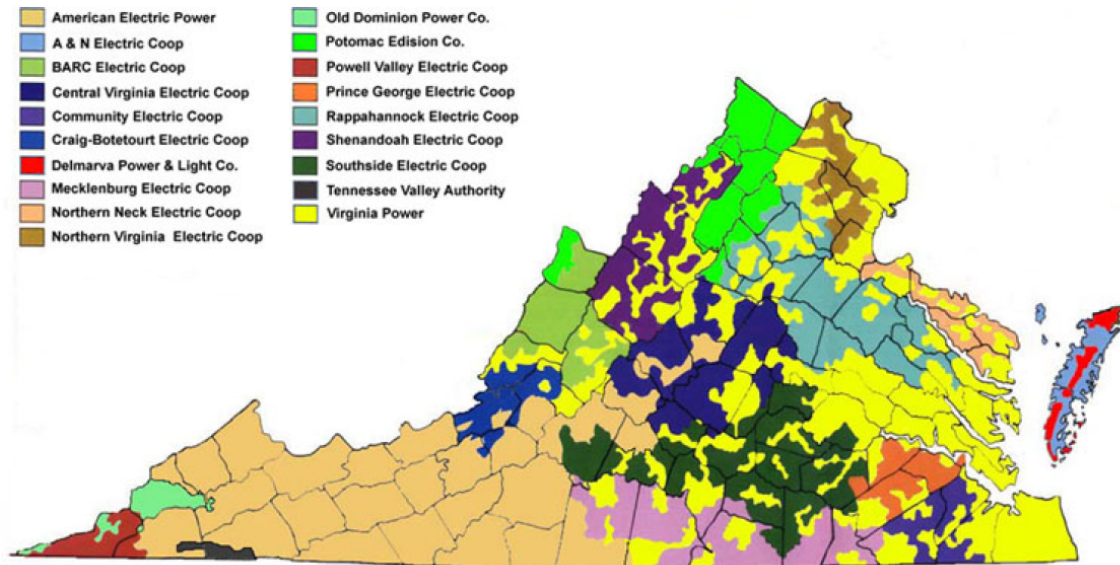 American Electric Power
A & N Electric Coop
BARC Electric Coop
Central Virginia Electric Coop
Community Electric Coop
Craig-Botetourt Electric Coop
Delmarva Power & Light Co.
Mecklenburg Electric Coop
Northern Neck Electric Coop
Northern Virginia Electric Coop
Old Dominion Power Co.
Potomac Edision Co.
Powell Valley Electric Coop
Prince George Electric Coop
Rappahannock Electric Coop
Shenandoah Electric Coop
Southside Electric Coop
Tennessee Valley Authority
Virginia Power